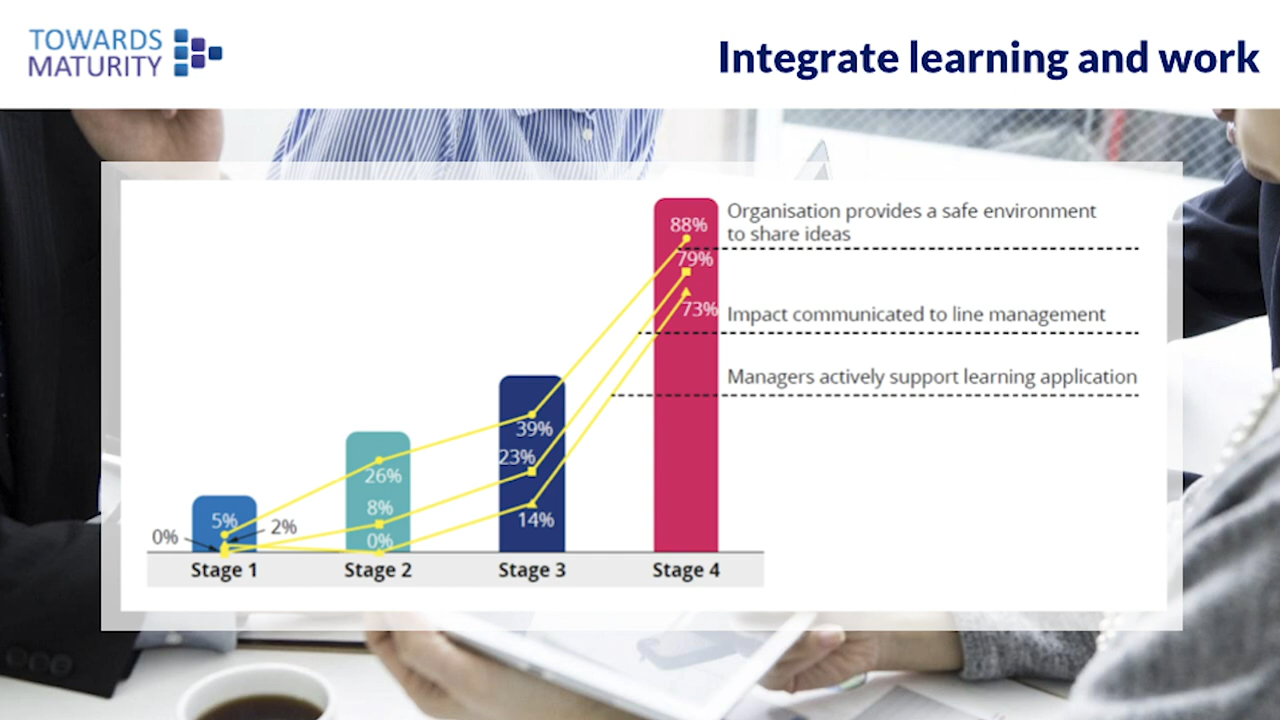 TOWARDS
MATURITY
Integrate learning and work
88%
Organisation provides a safe environment
to share ideas
79%
73%
Impact communicated to line management
Managers actively support learning application
39%
23%
26%
8%
14%
5%
2%
0%
0%
Stage 1
Stage 2
Stage 3
Stage 4